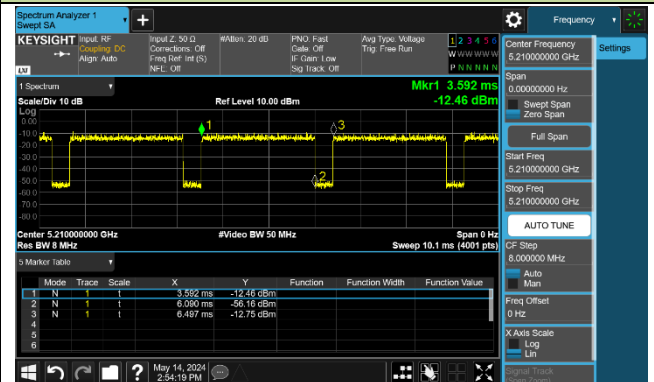 Spectrum Analyzer 1
Swept SA
Frequency
KEYSIGHT
Input: RF
Coupling: DC
Align: Auto
Input Z: 50 Ω
Corrections: Off
Freq Ref: Int (S)
NFE: Off
#Atten: 20 dB
PNO: Fast
Gate: Off
IF Gain: Low
Sig Track: Off
Avg Type: Voltage
Trig: Free Run
1 2 3 4 5 6
W W W W W W
P N N N N N
LXI
1 Spectrum
Scale/Div 10 dB
Ref Level 10.00 dBm
Mkr1 3.592 ms
-12.46 dBm
Log
0.00
-10.0
-20.0
-30.0
-40.0
-50.0
-60.0
-70.0
-80.0
1
2
3
Center 5.210000000 GHz
#Video BW 50 MHz
Span 0 Hz
Res BW 8 MHz
Sweep 10.1 ms (4001 pts)
5 Marker Table
Mode Trace Scale X Y Function Function Width Function Value
1 N 1 t 3.592 ms -12.46 dBm
2 N 1 t 6.090 ms -56.16 dBm
3 N 1 t 6.497 ms -12.75 dBm
4
5
6
May 14, 2024
2:54:19 PM
Center Frequency
5.210000000 GHz
Settings
Span
0.00000000 Hz
Swept Span
Zero Span
Full Span
Start Freq
5.210000000 GHz
Stop Freq
5.210000000 GHz
AUTO TUNE
CF Step
8.000000 MHz
Auto
Man
Freq Offset
0 Hz
X Axis Scale
Log
Lin
Signal Track